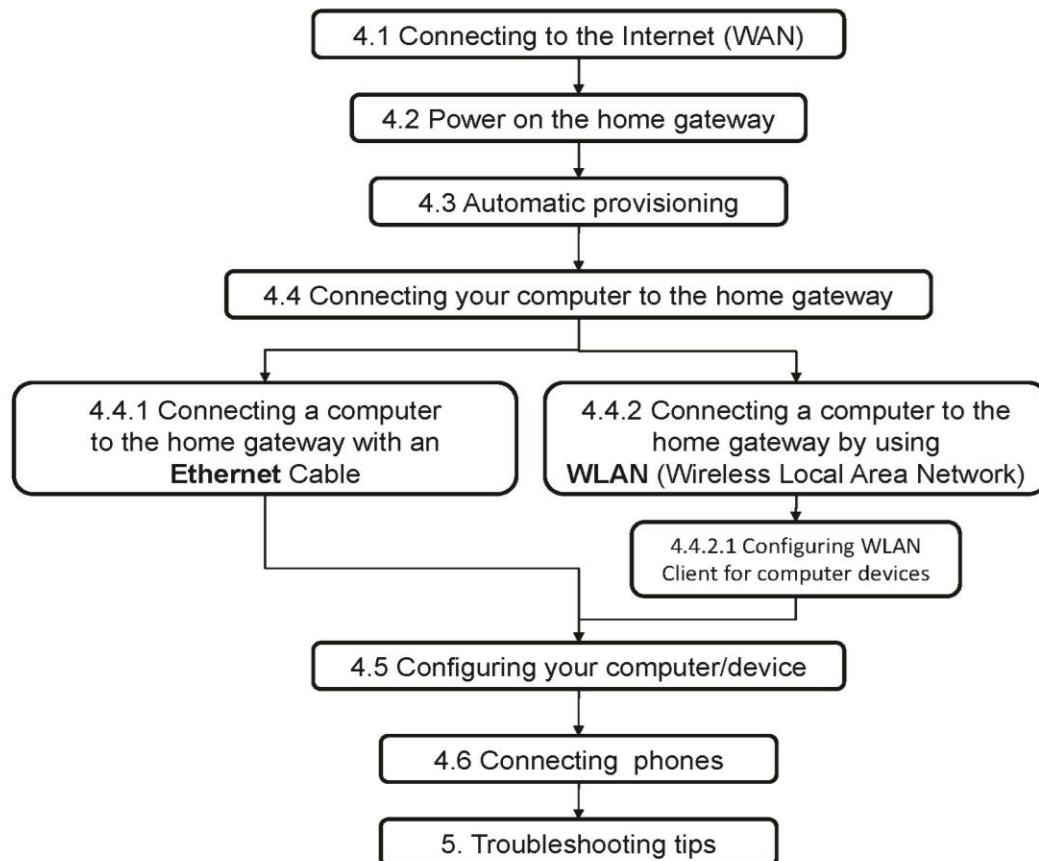 4.1 Connecting to the Internet (WAN)
4.2 Power on the home gateway
4.3 Automatic provisioning
4.4 Connecting your computer to the home gateway
4.4.1 Connecting a computer
to the home gateway with an
Ethernet Cable
4.4.2 Connecting a computer to the
home gateway by using
WLAN (Wireless Local Area Network)
4.4.2.1 Configuring WLAN
Client for computer devices
4.5 Configuring your computer/device
4.6 Connecting phones
5. Troubleshooting tips